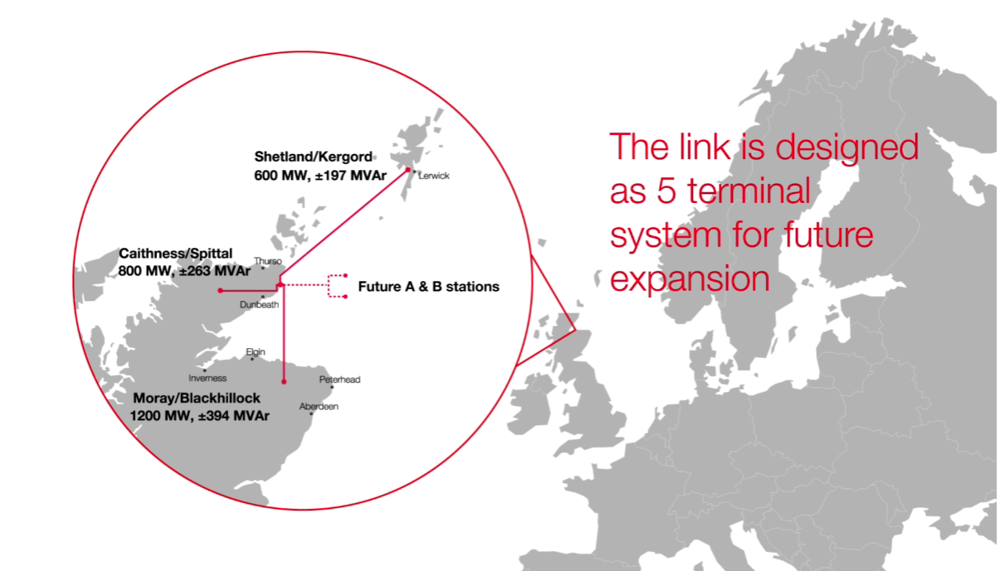 The link is designed
as 5 terminal
system for future
expansion
Shetland/Kergord
600 MW, ±197 MVAr
Lerwick
Caithness/Spittal
800 MW, ±263 MVAr
Thurso
Future A & B stations
Dunbeath
Elgin
Inverness
Peterhead
Moray/Blackhillock
1200 MW, ±394 MVAr
Aberdeen